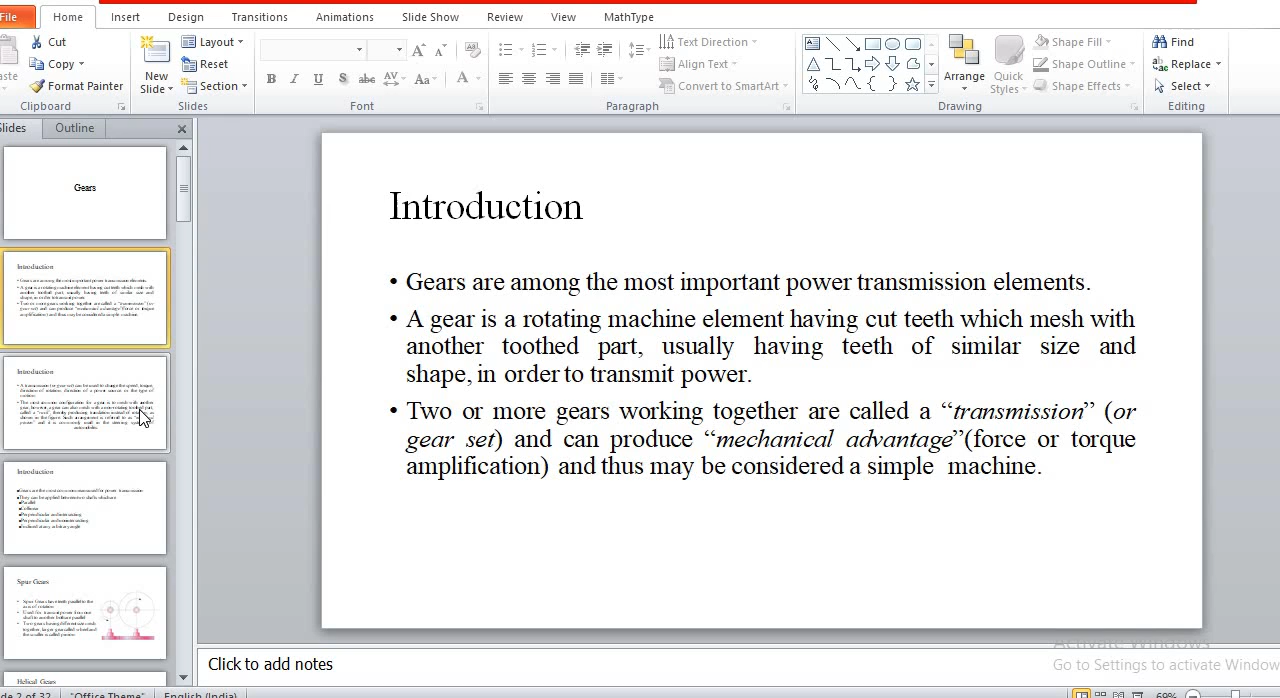 File Home Insert Design Transitions Animations Slide Show Review View MathType
Cut Layout Text Direction Shape Fill Find
Copy New Slide Reset Align Text Arrange Quick Styles Shape Outline Replace
Format Painter Section Convert to SmartArt Shape Effects Select
Clipboard Slides Font Paragraph Drawing Editing
Outline
Gears
Introduction
• Gears are among the most important power transmission elements.
• A gear is a rotating machine element having cut teeth which mesh with
another toothed part, usually having teeth of similar size and
shape, in order to transmit power.
• Two or more gears working together are called a “transmission” (or
gear set) and can produce “mechanical advantage”(force or torque
amplification) and thus may be considered a simple machine.
Introduction
Introduction
Introduction
Spur Gears
Helical Gears
Click to add notes
Activate Windows
Go to Settings to activate Window
2 of 32 "Office Theme" English (India) 69%